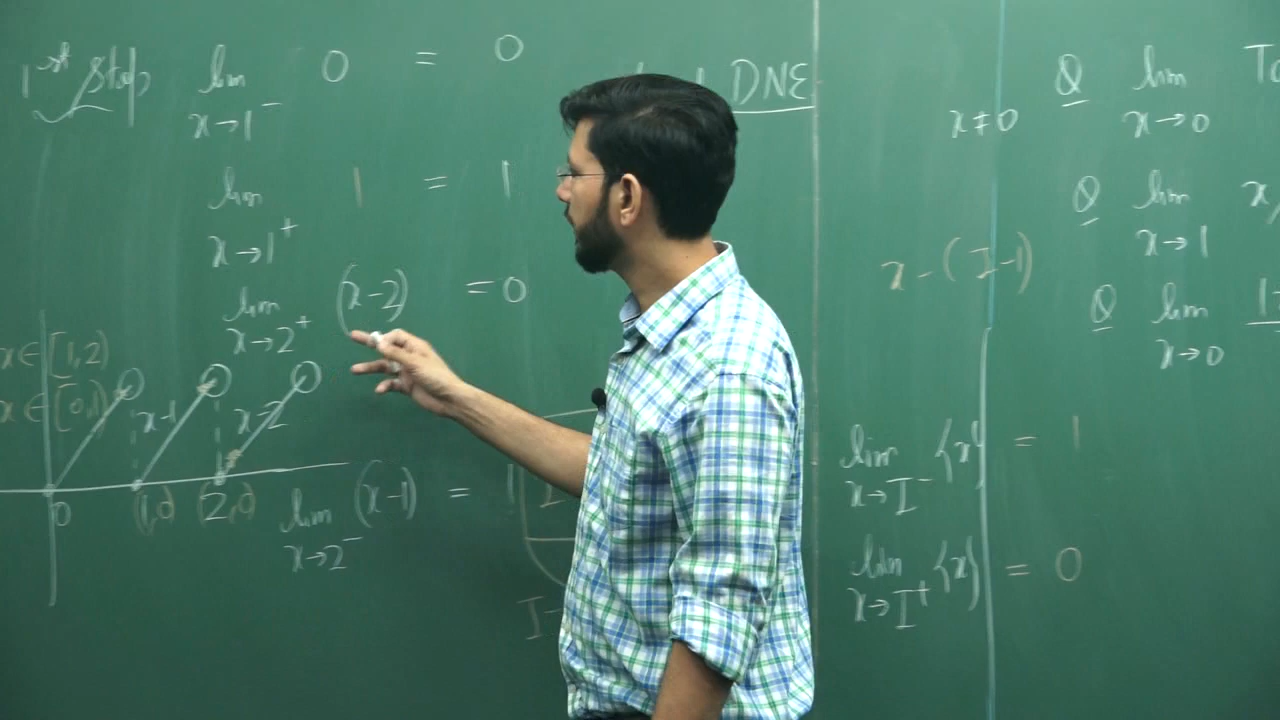 1st Step
lim x→1⁻ 0 = 0
lim x→1⁺ 1 = 1
lim x→2⁺ (x-2) = 0
x∈[1,2)
x∈[0,1)
x-1
x-2
0
(1,0)
(2,0)
lim x→2⁻ (x-1) = 1
DNE
x≠0
x-(I-1)
lim x→I⁻ {x} = 1
lim x→I⁺ {x} = 0
Q lim x→0
Q lim x→1
Q lim x→0